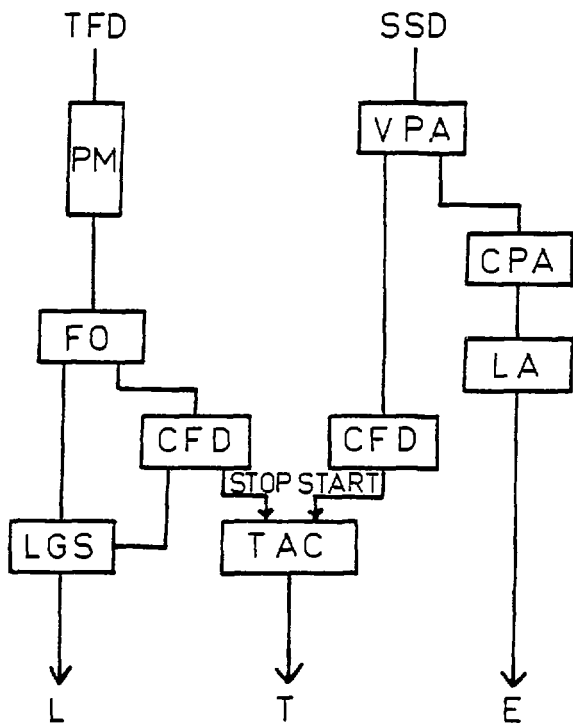 TFD SSD
PM VPA
CPA
FO LA
CFD CFD
STOP START
LGS TAC
L T E